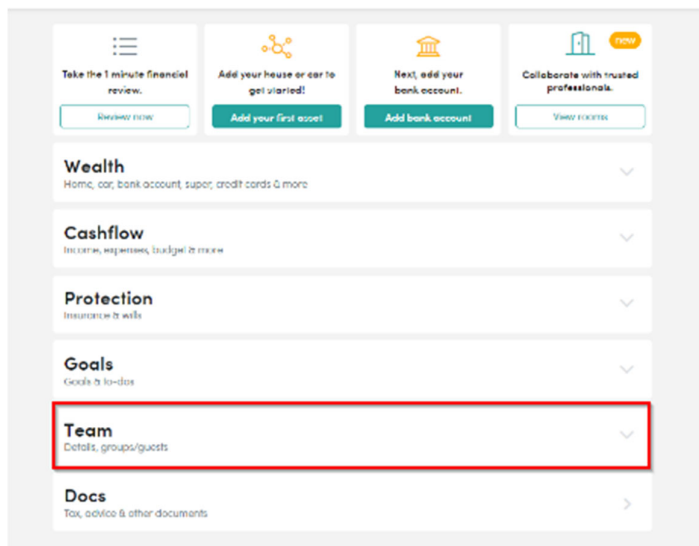 new
Take the 1 minute financial
review.
Add your house or car to
get started!
Next, add your
bank account.
Collaborate with trusted
professionals.
Review now
Add your first asset
Add bank account
View rooms
Wealth
Home, car, bank account, super, credit cards & more
Cashflow
Income, expenses, budget & more
Protection
Insurance & wills
Goals
Goals & to-dos
Team
Details, groups/guests
Docs
Tax, advice & other documents